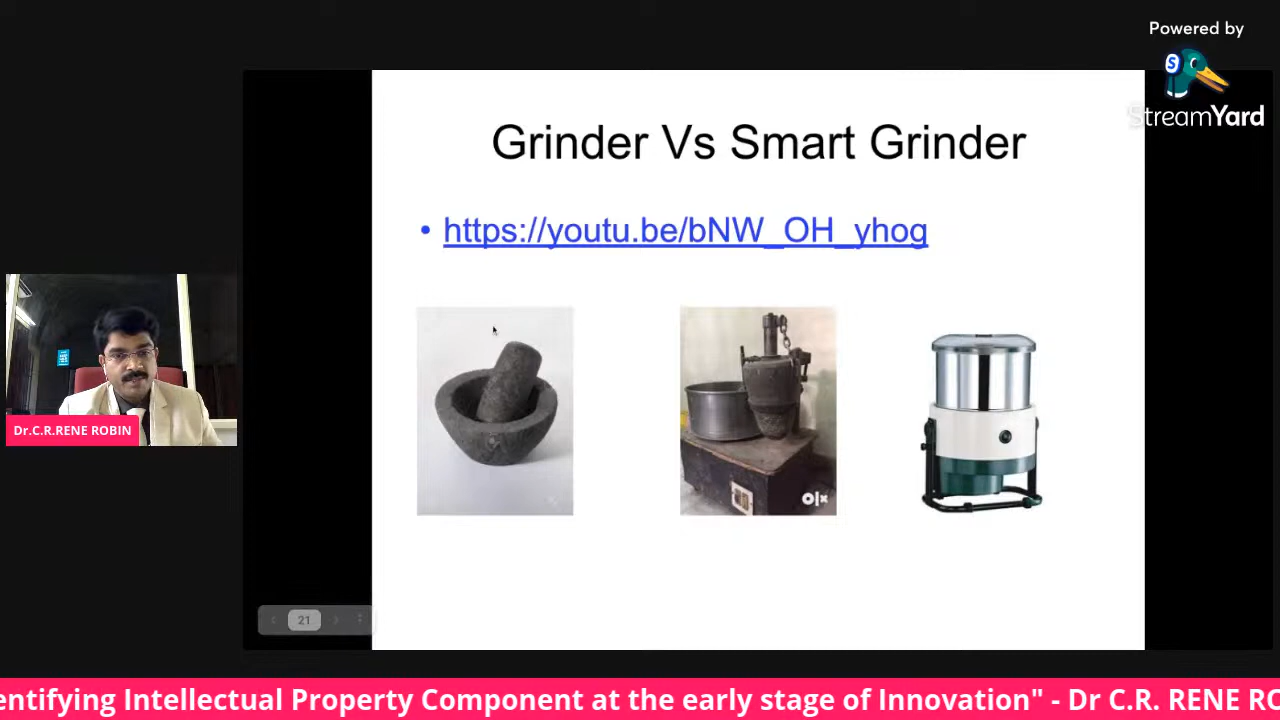 Powered by
StreamYard
Grinder Vs Smart Grinder
• https://youtu.be/bNW_OH_yhog
olx
Dr.C.R.RENE ROBIN
21
entifying Intellectual Property Component at the early stage of Innovation" - Dr C.R. RENE RO